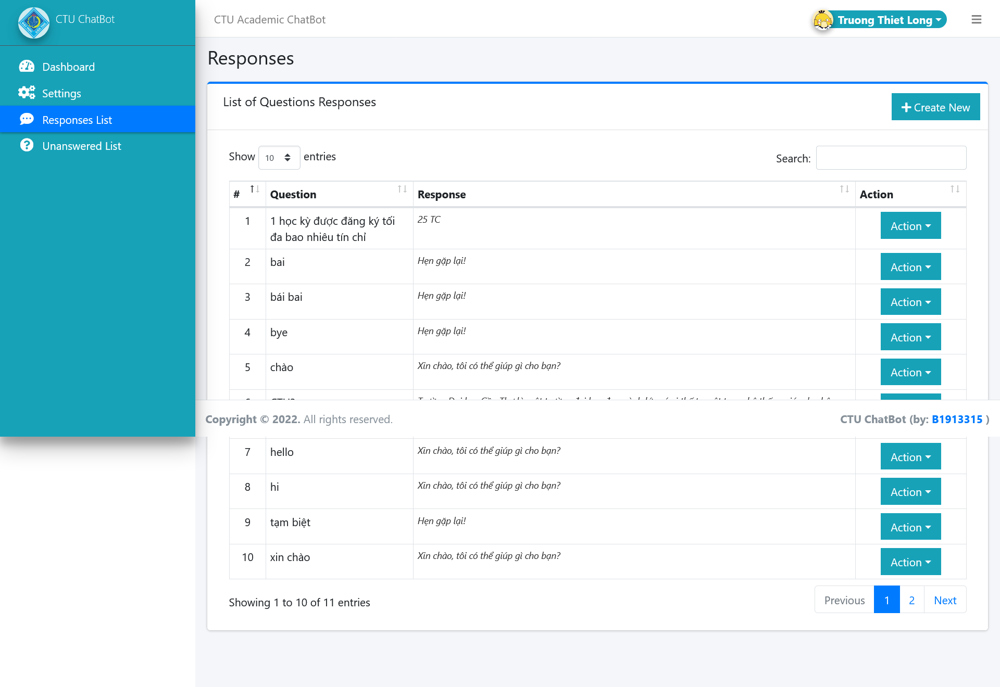 CTU ChatBot
CTU Academic ChatBot
Truong Thiet Long
Dashboard
Settings
Responses List
Unanswered List
Responses
List of Questions Responses
Create New
Show 10 entries
Search:
# Question Response Action
1 1 học kỳ được đăng ký tối đa bao nhiêu tín chỉ 25 TC Action
2 bai Hẹn gặp lại! Action
3 bái bai Hẹn gặp lại! Action
4 bye Hẹn gặp lại! Action
5 chào Xin chào, tôi có thể giúp gì cho bạn? Action
Copyright © 2022. All rights reserved.
CTU ChatBot (by: B1913315 )
7 hello Xin chào, tôi có thể giúp gì cho bạn? Action
8 hi Xin chào, tôi có thể giúp gì cho bạn? Action
9 tạm biệt Hẹn gặp lại! Action
10 xin chào Xin chào, tôi có thể giúp gì cho bạn? Action
Showing 1 to 10 of 11 entries
Previous 1 2 Next